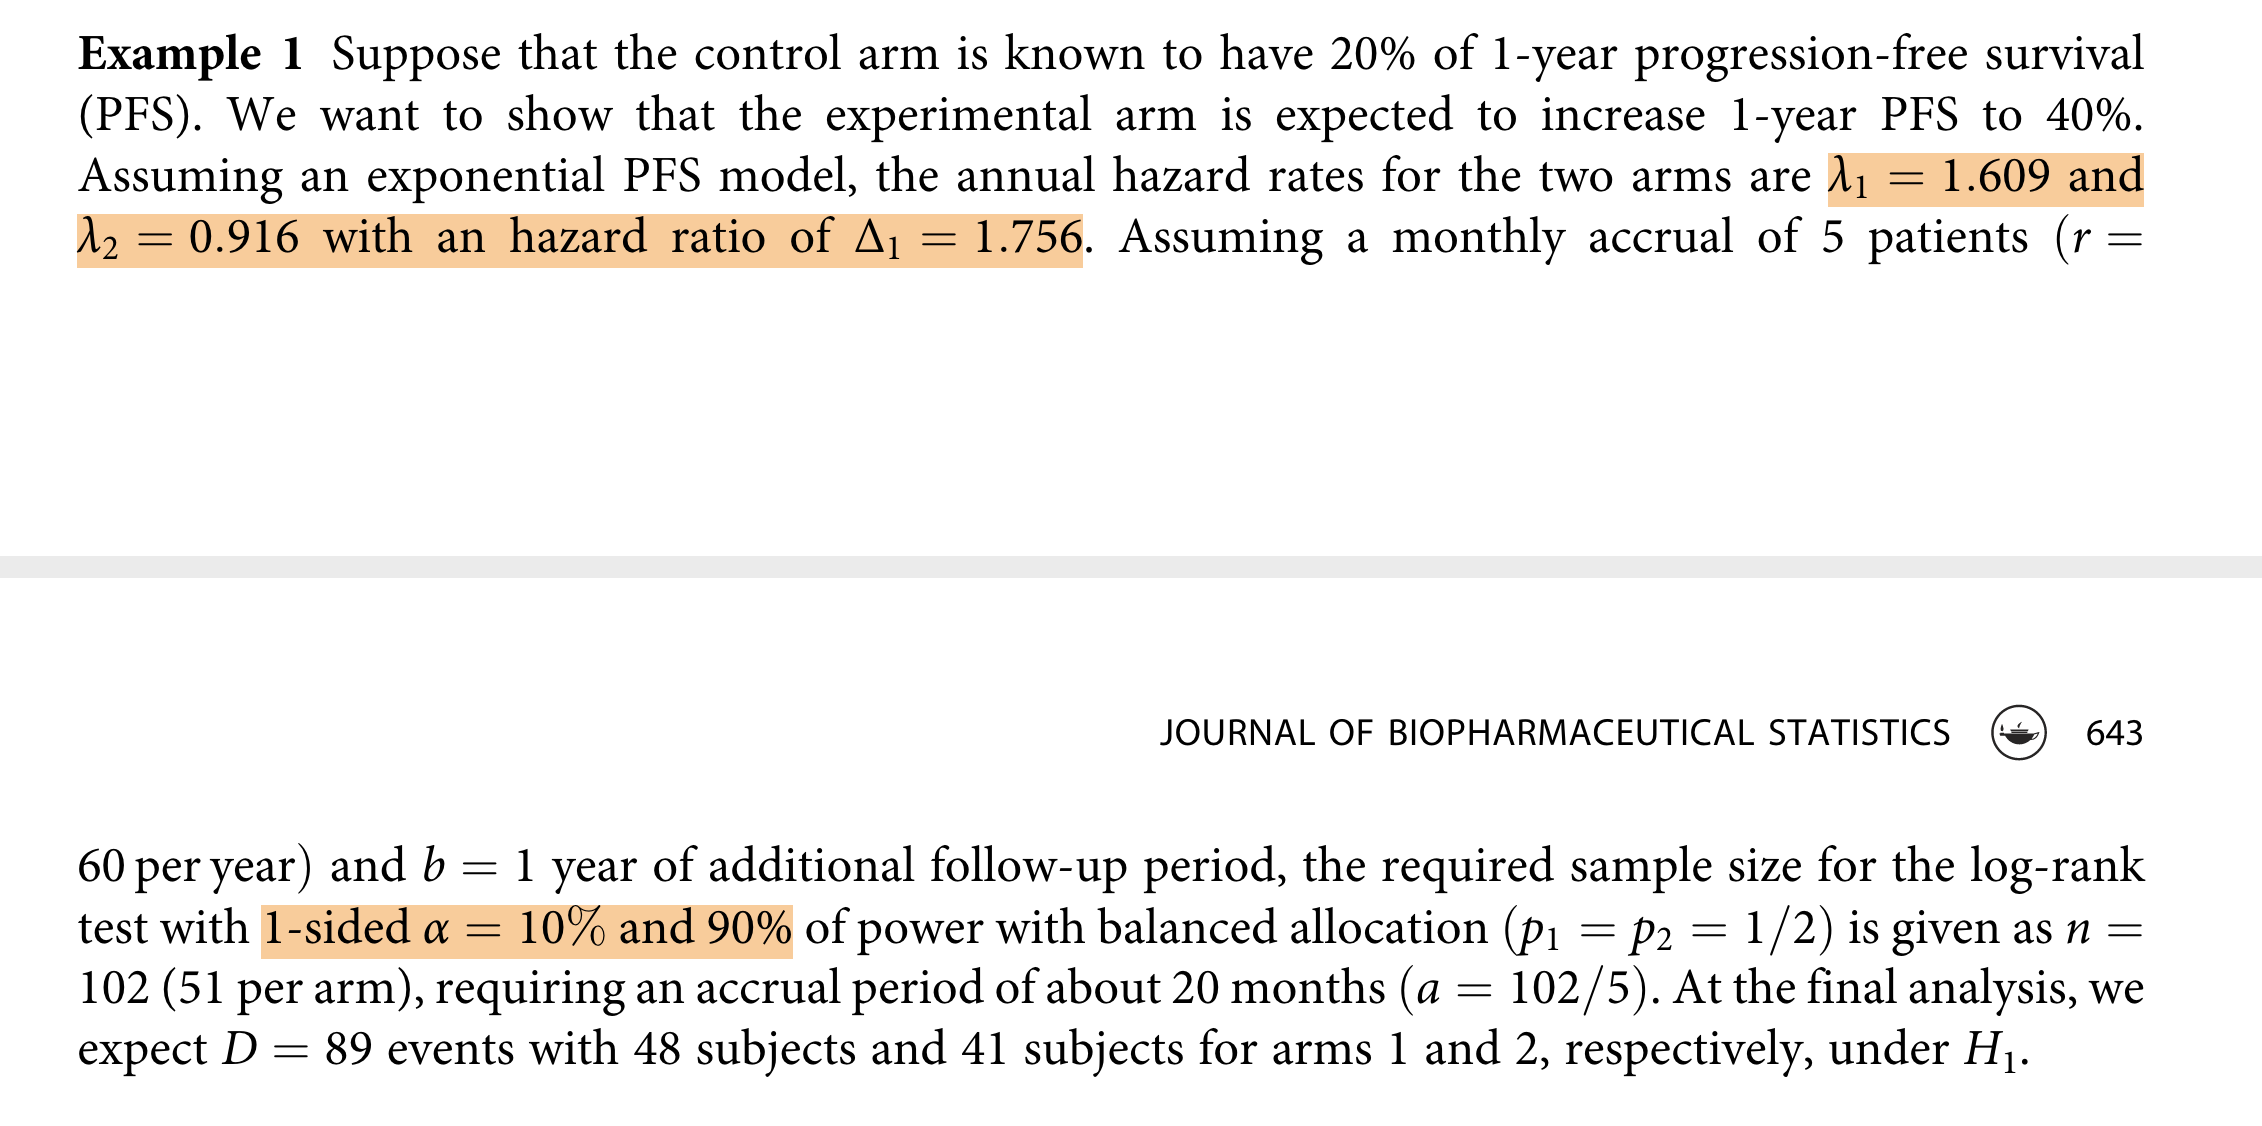 Example 1 Suppose that the control arm is known to have 20% of 1-year progression-free survival
(PFS). We want to show that the experimental arm is expected to increase 1-year PFS to 40%.
Assuming an exponential PFS model, the annual hazard rates for the two arms are λ₁ = 1.609 and
λ₂ = 0.916 with an hazard ratio of Δ₁ = 1.756. Assuming a monthly accrual of 5 patients (r =
JOURNAL OF BIOPHARMACEUTICAL STATISTICS 643
60 per year) and b = 1 year of additional follow-up period, the required sample size for the log-rank
test with 1-sided α = 10% and 90% of power with balanced allocation (p₁ = p₂ = 1/2) is given as n =
102 (51 per arm), requiring an accrual period of about 20 months (a = 102/5). At the final analysis, we
expect D = 89 events with 48 subjects and 41 subjects for arms 1 and 2, respectively, under H₁.